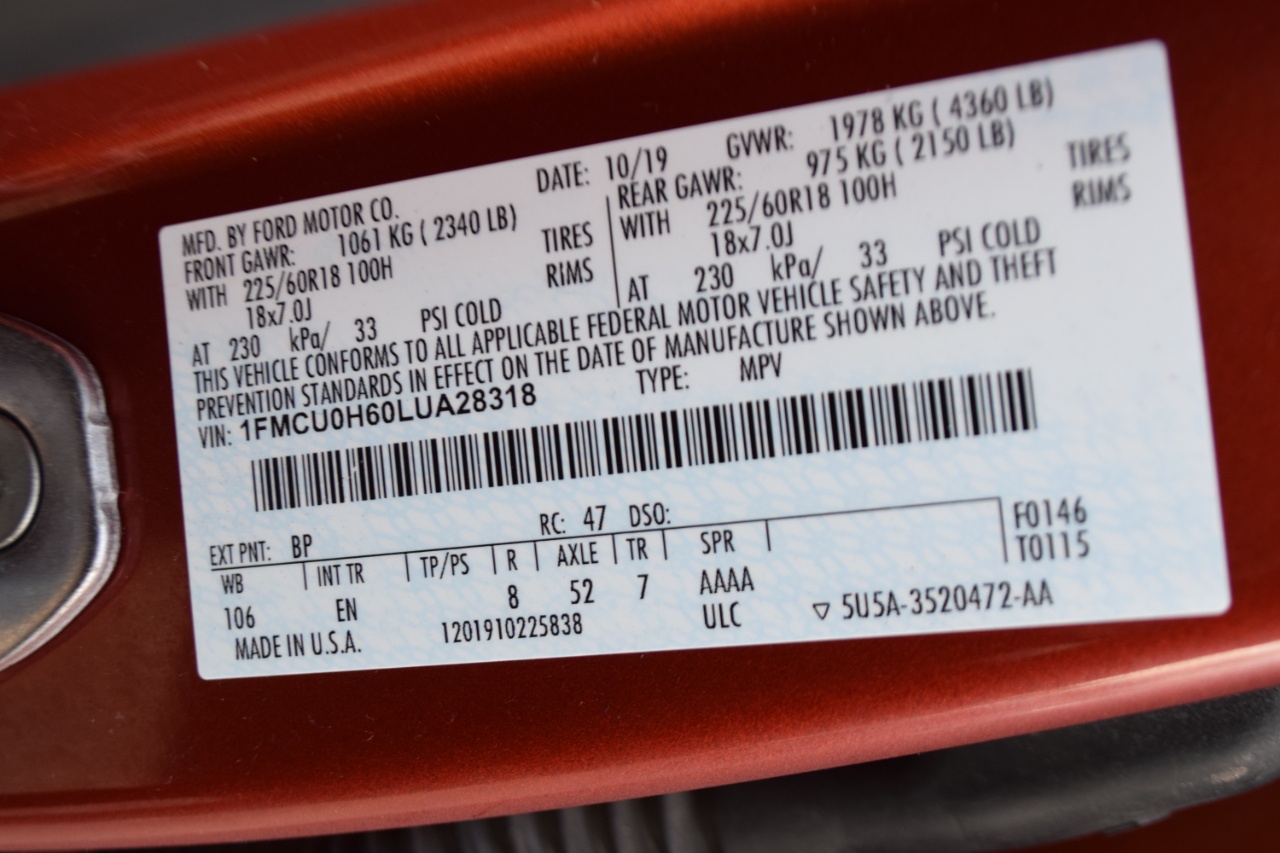 MFD. BY FORD MOTOR CO. DATE: 10/19 GVWR: 1978 KG ( 4360 LB)
FRONT GAWR: 1061 KG ( 2340 LB) REAR GAWR: 975 KG ( 2150 LB)
WITH 225/60R18 100H TIRES WITH 225/60R18 100H TIRES
18x7.0J RIMS 18x7.0J RIMS
AT 230 kPa/ 33 PSI COLD AT 230 kPa/ 33 PSI COLD
THIS VEHICLE CONFORMS TO ALL APPLICABLE FEDERAL MOTOR VEHICLE SAFETY AND THEFT
PREVENTION STANDARDS IN EFFECT ON THE DATE OF MANUFACTURE SHOWN ABOVE.
VIN: 1FMCU0H60LUA28318 TYPE: MPV
EXT PNT: BP RC: 47 DSO: F0146
WB INT TR TP/PS R AXLE TR SPR T0115
106 EN 8 52 7 AAAA
MADE IN U.S.A. 1201910225838 ULC ▽ 5U5A-3520472-AA